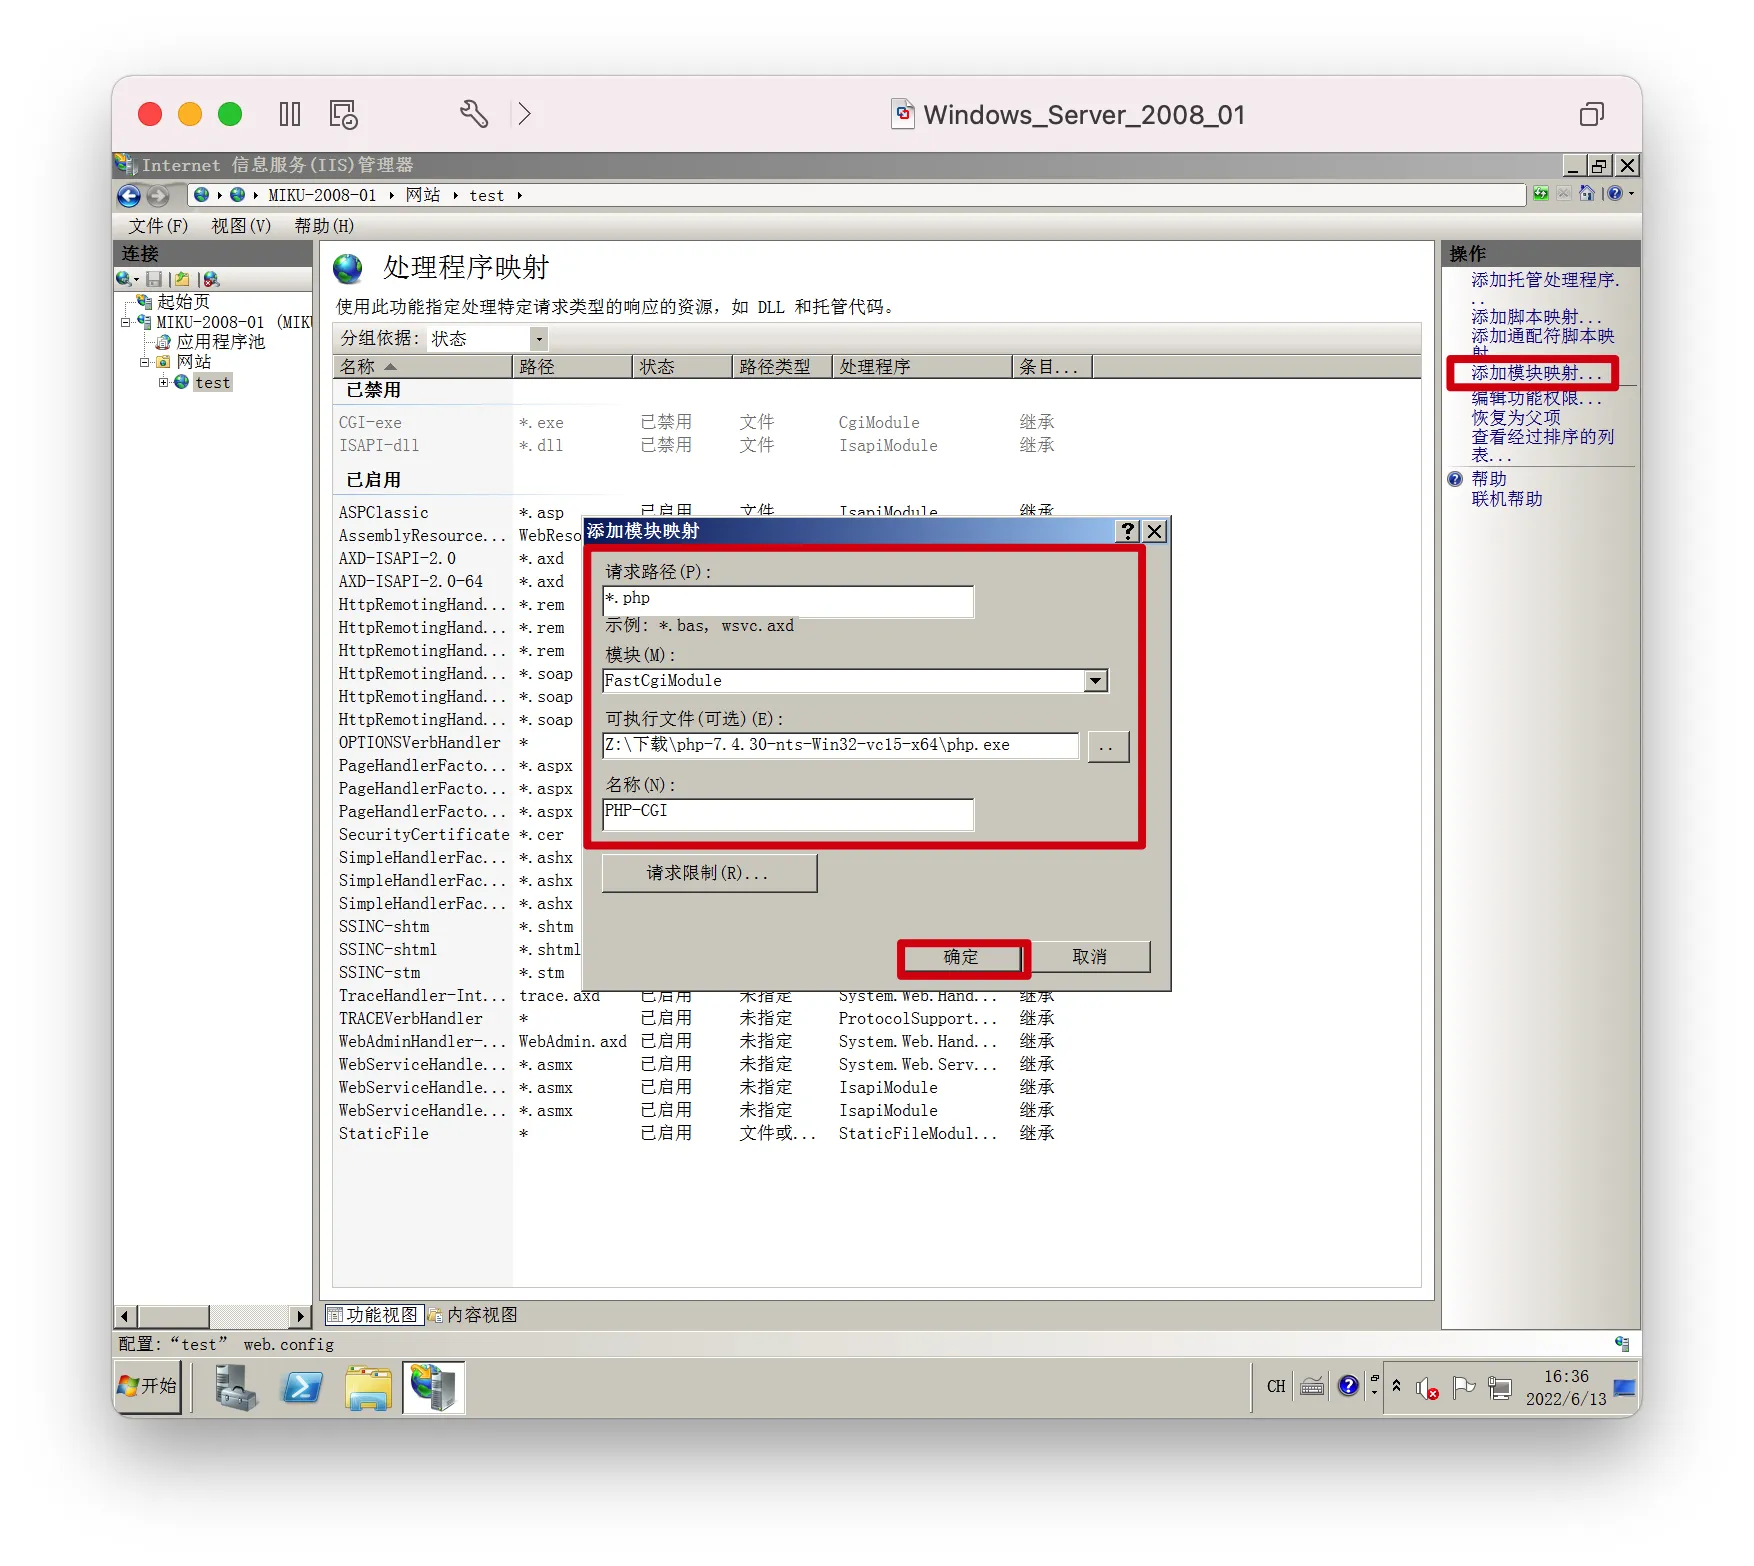 Windows_Server_2008_01
Internet 信息服务(IIS)管理器
MIKU-2008-01 网站 test
文件(F) 视图(V) 帮助(H)
连接
起始页
MIKU-2008-01 (MIKU
应用程序池
网站
test
处理程序映射
使用此功能指定处理特定请求类型的响应的资源，如 DLL 和托管代码。
分组依据: 状态
名称 路径 状态 路径类型 处理程序 条目...
已禁用
CGI-exe *.exe 已禁用 文件 CgiModule 继承
ISAPI-dll *.dll 已禁用 文件 IsapiModule 继承
已启用
ASPClassic *.asp 已启用 文件 IsapiModule 继承
AssemblyResource... WebReso
AXD-ISAPI-2.0 *.axd
AXD-ISAPI-2.0-64 *.axd
HttpRemotingHand... *.rem
HttpRemotingHand... *.rem
HttpRemotingHand... *.rem
HttpRemotingHand... *.soap
HttpRemotingHand... *.soap
HttpRemotingHand... *.soap
OPTIONSVerbHandler *
PageHandlerFacto... *.aspx
PageHandlerFacto... *.aspx
PageHandlerFacto... *.aspx
SecurityCertificate *.cer
SimpleHandlerFac... *.ashx
SimpleHandlerFac... *.ashx
SimpleHandlerFac... *.ashx
SSINC-shtm *.shtm
SSINC-shtml *.shtml
SSINC-stm *.stm
TraceHandler-Int... trace.axd 已启用 未指定 System.Web.Hand... 继承
TRACEVerbHandler * 已启用 未指定 ProtocolSupport... 继承
WebAdminHandler-... WebAdmin.axd 已启用 未指定 System.Web.Hand... 继承
WebServiceHandle... *.asmx 已启用 未指定 System.Web.Serv... 继承
WebServiceHandle... *.asmx 已启用 未指定 IsapiModule 继承
WebServiceHandle... *.asmx 已启用 未指定 IsapiModule 继承
StaticFile * 已启用 文件或... StaticFileModul... 继承
添加模块映射
请求路径(P):
*.php
示例: *.bas, wsvc.axd
模块(M):
FastCgiModule
可执行文件(可选)(E):
Z:\下载\php-7.4.30-nts-Win32-vc15-x64\php.exe
..
名称(N):
PHP-CGI
请求限制(R)...
确定 取消
操作
添加托管处理程序.
..
添加脚本映射...
添加通配符脚本映
射...
添加模块映射...
编辑功能权限...
恢复为父项
查看经过排序的列
表...
帮助
联机帮助
功能视图 内容视图
配置: “test” web.config
开始
CH
16:36
2022/6/13